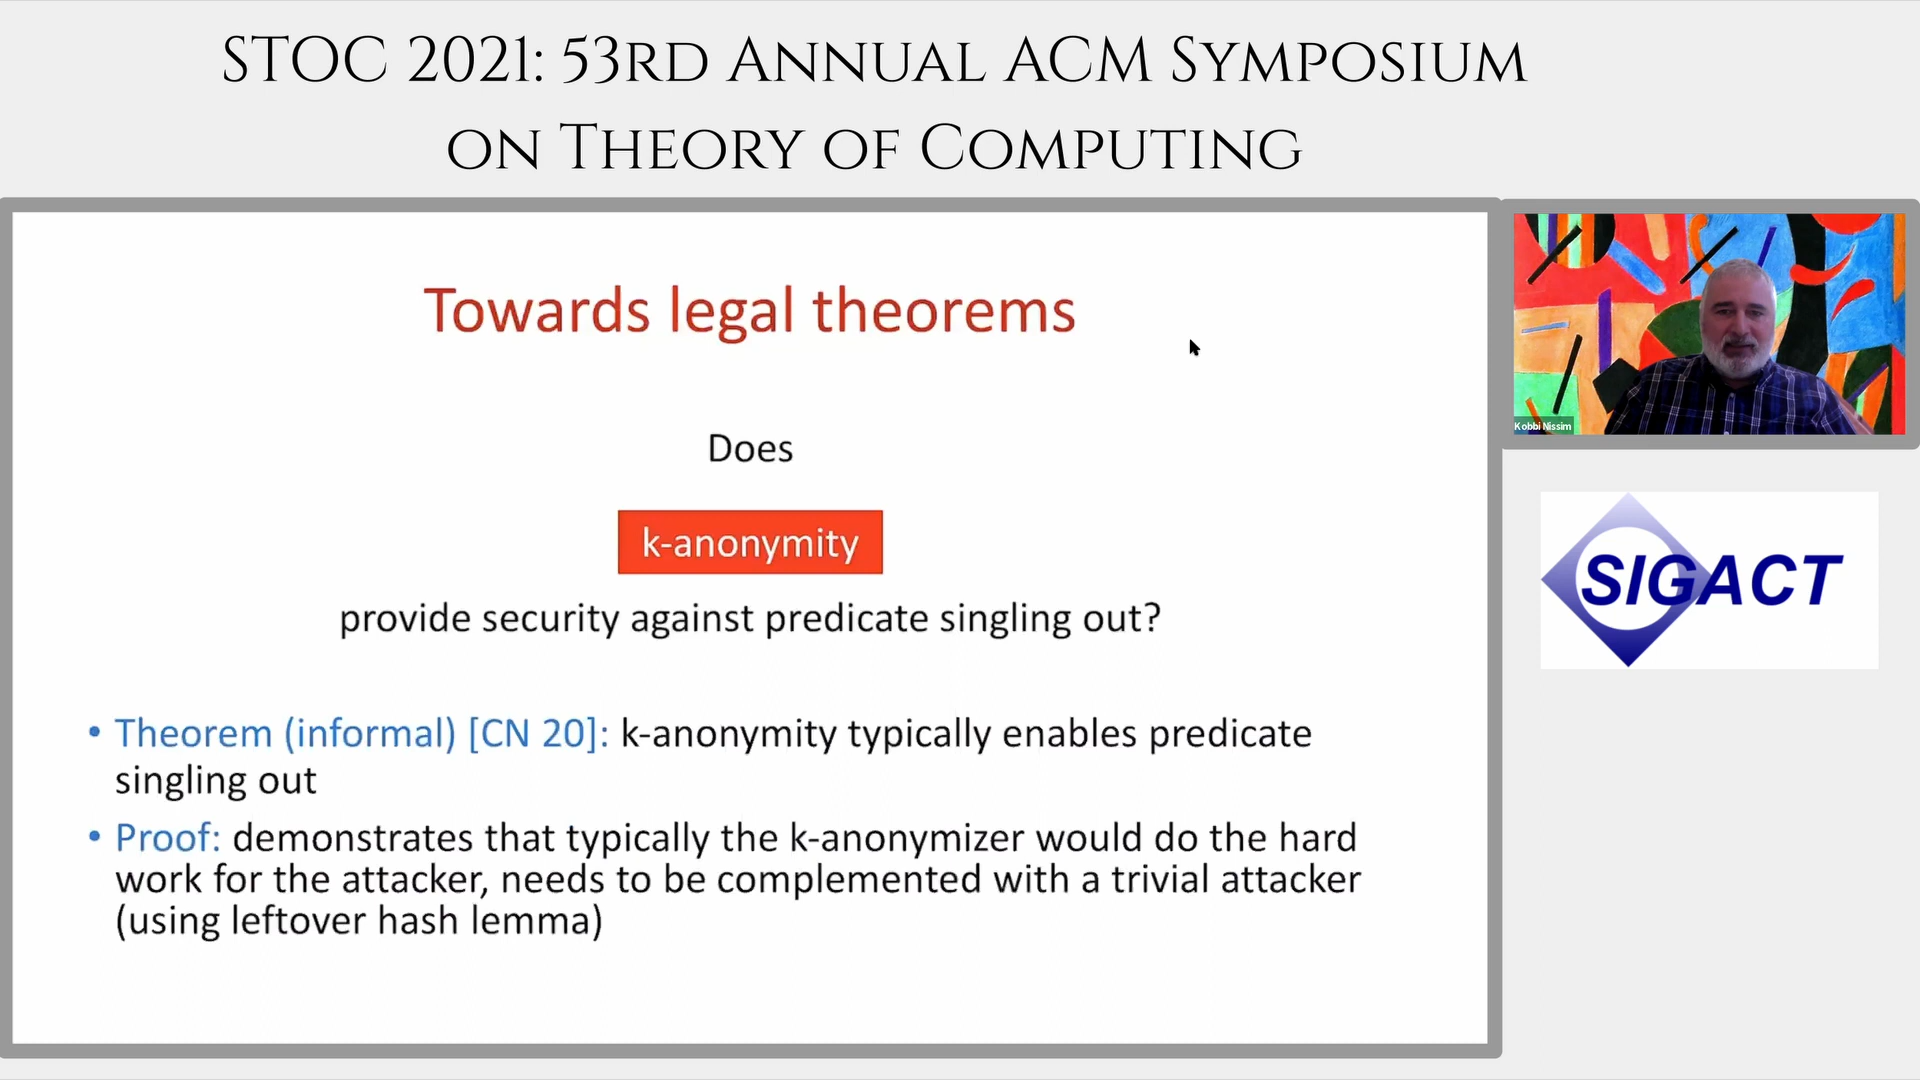 STOC 2021: 53rd Annual ACM Symposium
on Theory of Computing
Towards legal theorems
Does
k-anonymity
provide security against predicate singling out?
• Theorem (informal) [CN 20]: k-anonymity typically enables predicate
singling out
• Proof: demonstrates that typically the k-anonymizer would do the hard
work for the attacker, needs to be complemented with a trivial attacker
(using leftover hash lemma)
Kobbi Nissim
SIGACT